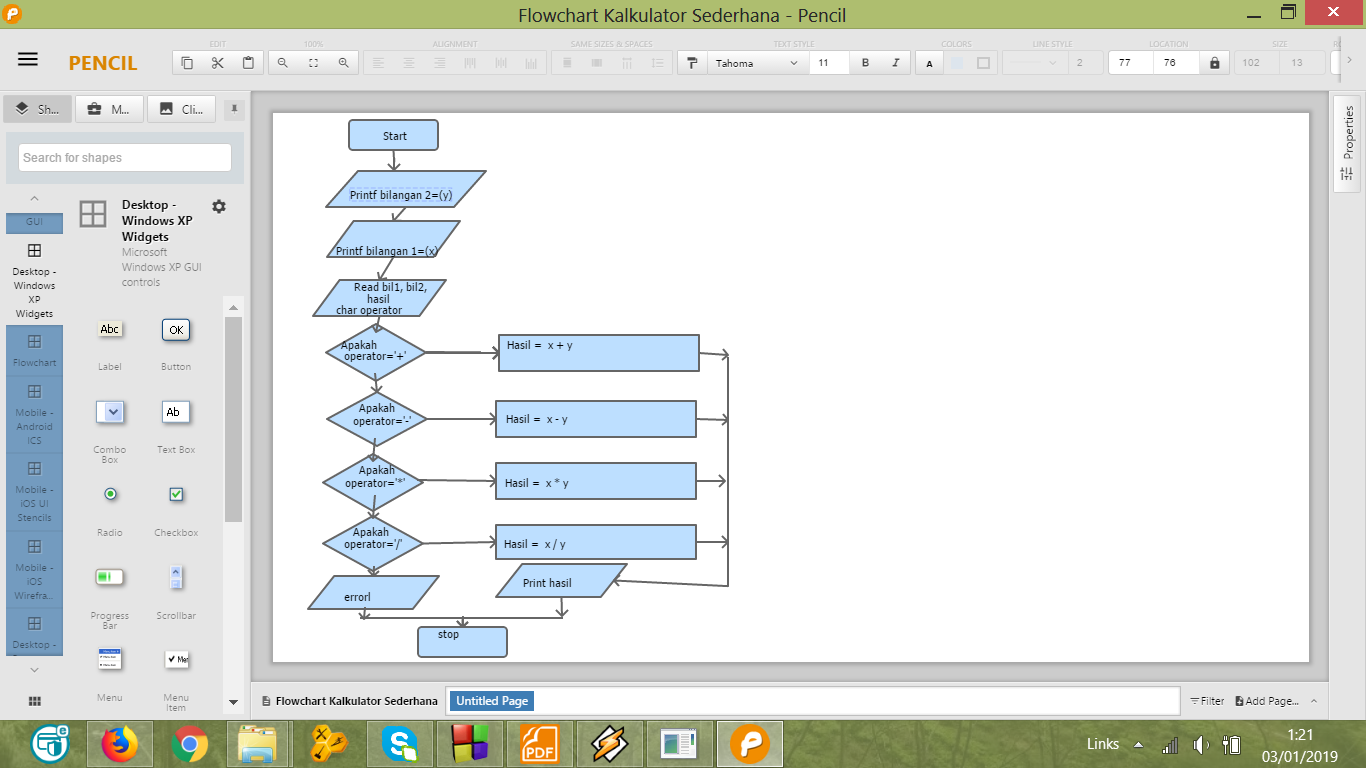 Flowchart Kalkulator Sederhana - Pencil
PENCIL
EDIT
100%
ALIGNMENT
SAME SIZES & SPACES
TEXT STYLE
COLORS
LINE STYLE
LOCATION
SIZE
Tahoma
11
B
I
A
2
77
76
102
13
Sh...
M...
Cli...
Search for shapes
GUI
Desktop -
Windows
XP
Widgets
Flowchart
Mobile -
Android
ICS
Mobile -
iOS UI
Stencils
Mobile -
iOS
Wirefra...
Desktop -
Desktop -
Windows XP
Widgets
Microsoft
Windows XP GUI
controls
Abc
OK
Label
Button
Ab
Combo
Box
Text Box
Radio
Checkbox
Progress
Bar
Scrollbar
Menu
Menu
Item
Start
Printf bilangan 2=(y)
Printf bilangan 1=(x)
Read bil1, bil2,
hasil
char operator
Apakah
operator='+'
Hasil = x + y
Apakah
operator='-'
Hasil = x - y
Apakah
operator='*'
Hasil = x * y
Apakah
operator='/'
Hasil = x / y
Print hasil
errorl
stop
Properties
Flowchart Kalkulator Sederhana
Untitled Page
Filter
Add Page...
PDF
Links
1:21
03/01/2019